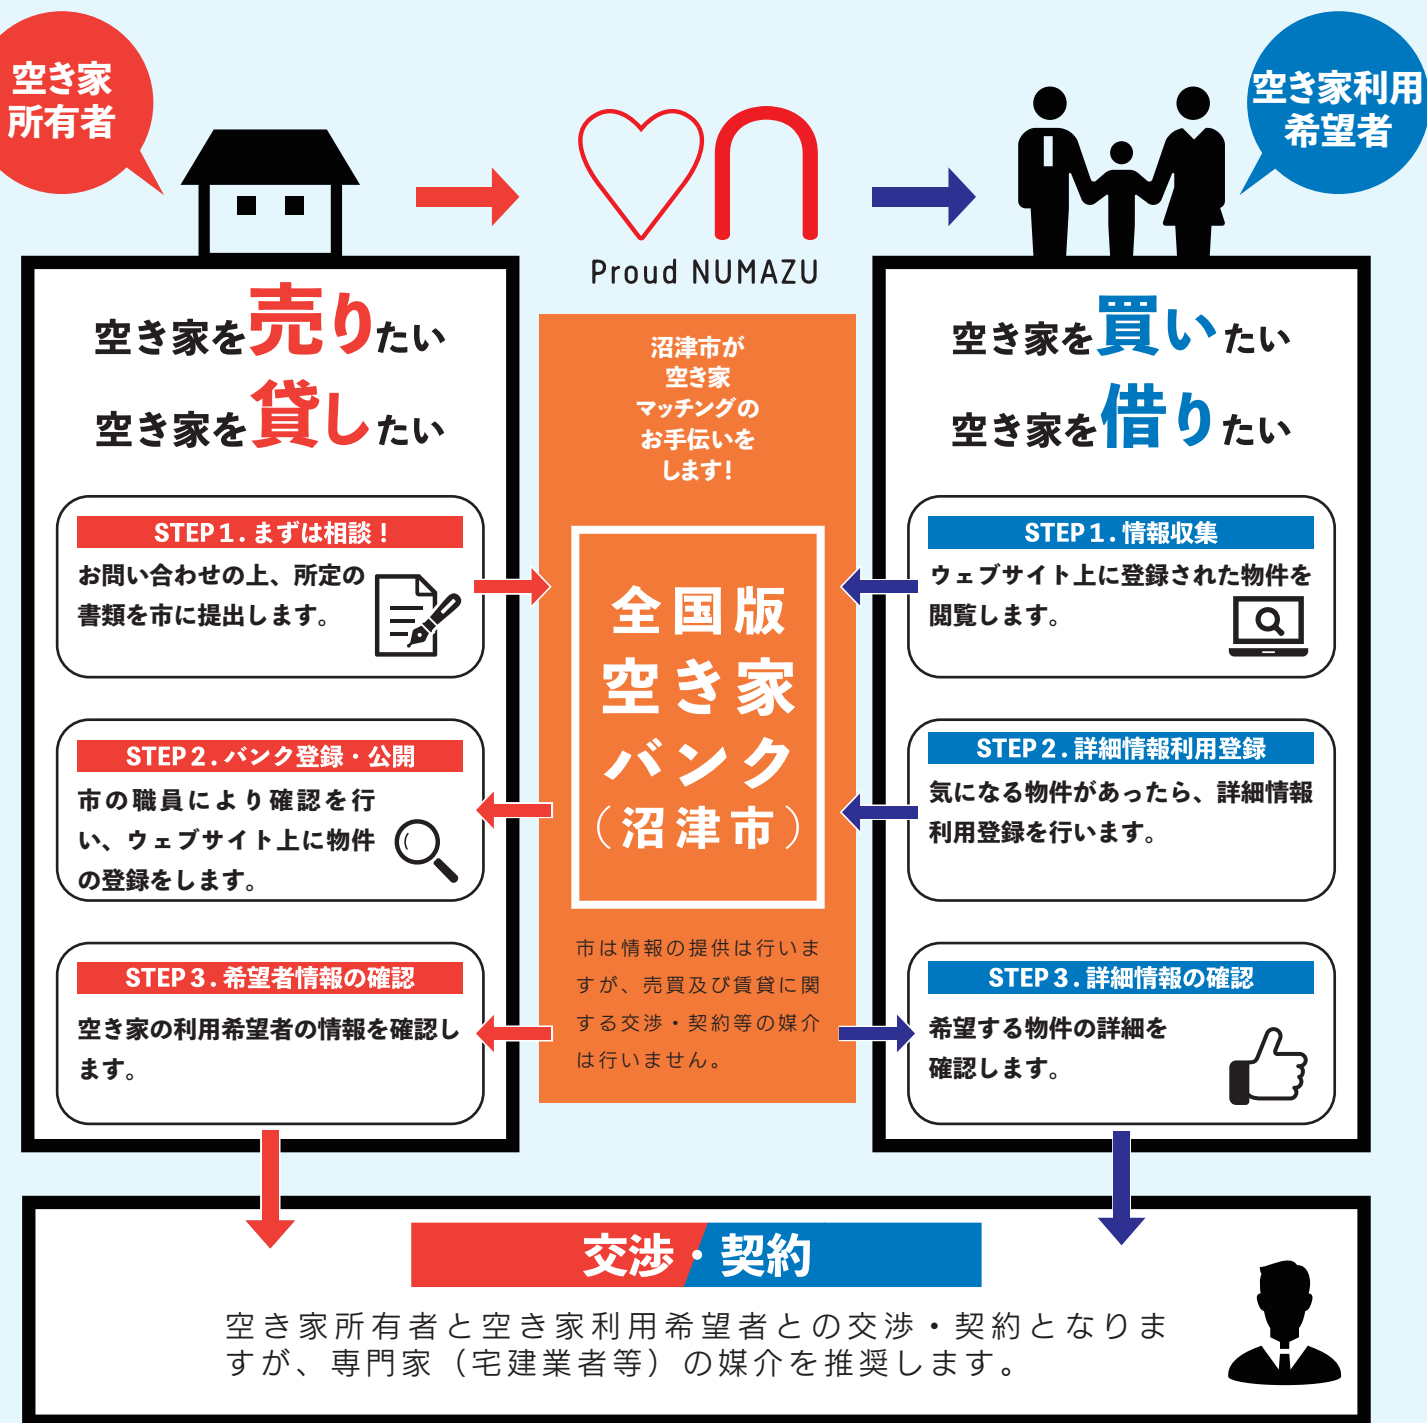 空き家
所有者
空き家利用
希望者
Proud NUMAZU
空き家を売りたい
空き家を貸したい
STEP1.まずは相談！
お問い合わせの上、所定の
書類を市に提出します。
STEP2.バンク登録・公開
市の職員により確認を行
い、ウェブサイト上に物件
の登録をします。
STEP3.希望者情報の確認
空き家の利用希望者の情報を確認し
ます。
沼津市が
空き家
マッチングの
お手伝いを
します!
全国版
空き家
バンク
（沼津市）
市は情報の提供は行いま
すが、売買及び賃貸に関
する交渉・契約等の媒介
は行いません。
空き家を買いたい
空き家を借りたい
STEP1.情報収集
ウェブサイト上に登録された物件を
閲覧します。
STEP2.詳細情報利用登録
気になる物件があったら、詳細情報
利用登録を行います。
STEP3.詳細情報の確認
希望する物件の詳細を
確認します。
交渉・契約
空き家所有者と空き家利用希望者との交渉・契約となりま
すが、専門家（宅建業者等）の媒介を推奨します。